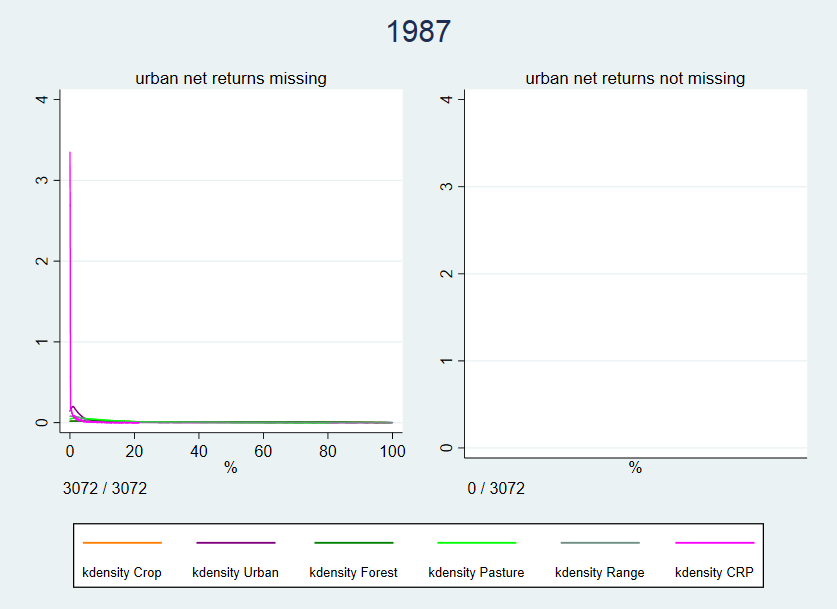 1987
urban net returns missing
urban net returns not missing
4
3
2
1
0
0 20 40 60 80 100
%
3072 / 3072
4
3
2
1
0
%
0 / 3072
kdensity Crop kdensity Urban kdensity Forest kdensity Pasture kdensity Range kdensity CRP